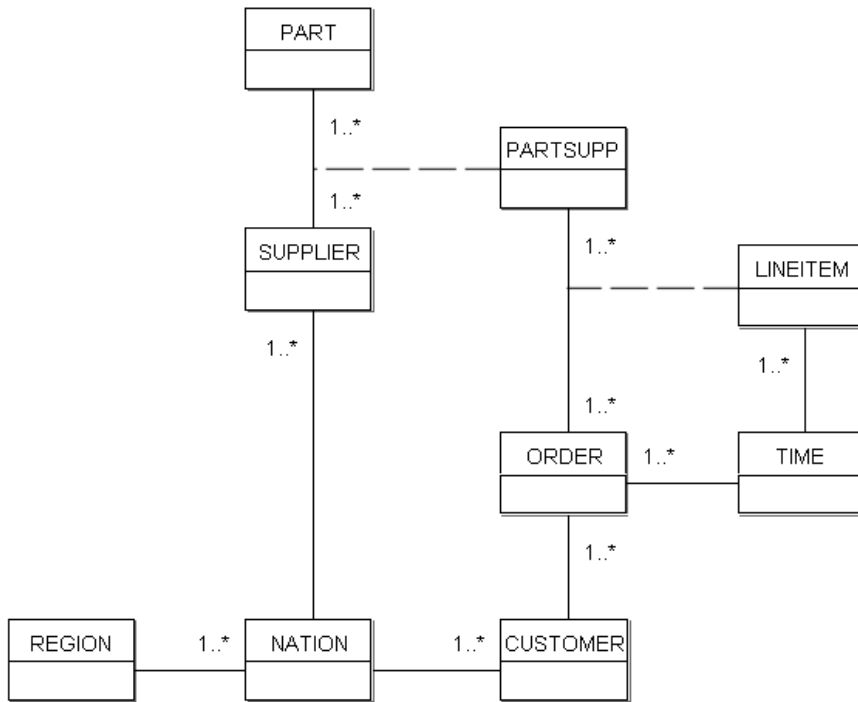 PART
1..*
PARTSUPP
1..*
SUPPLIER
1..*
LINEITEM
1..*
1..*
1..*
ORDER
1..*
TIME
1..*
REGION
1..*
NATION
1..*
CUSTOMER